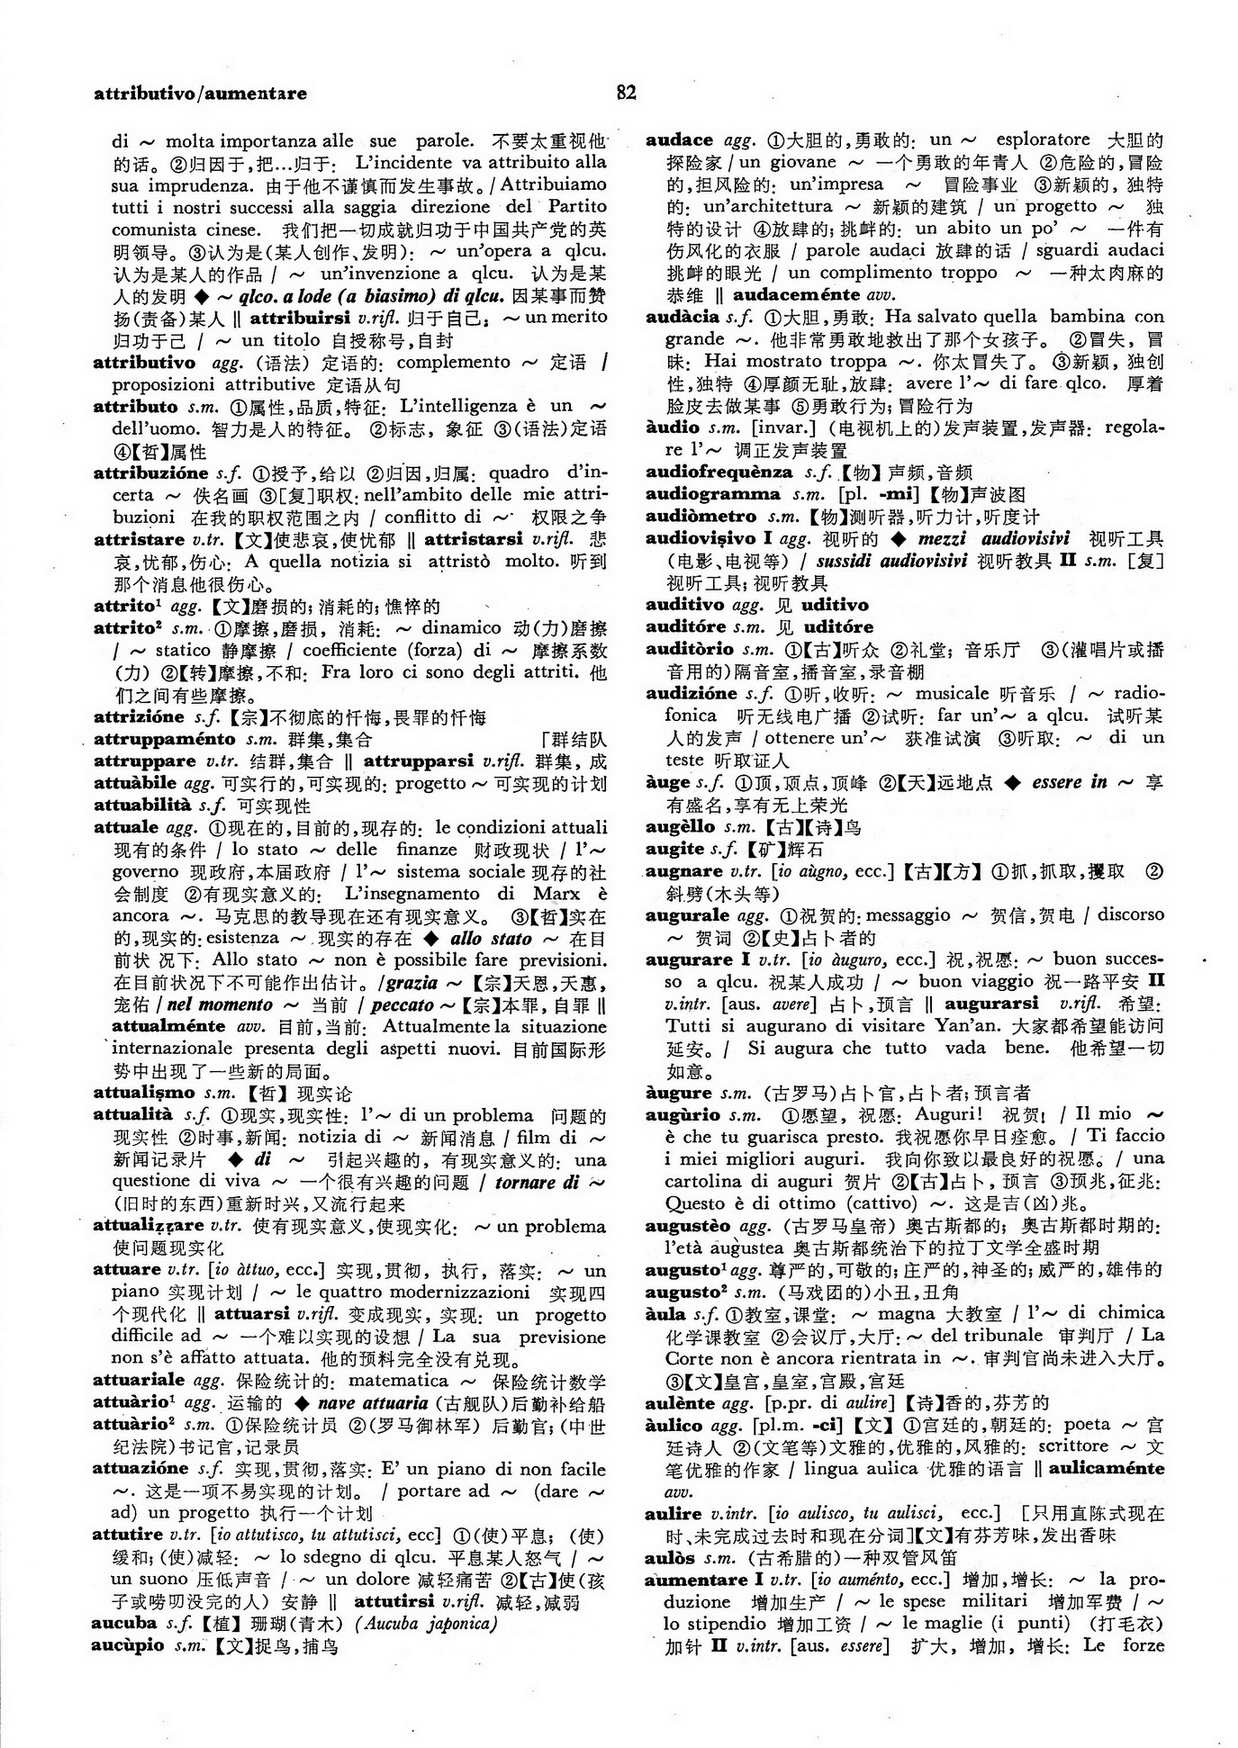 attributivo/aumentare
82
di ～ molta importanza alle sue parole. 不要太重视他
的话。②归因于,把…归于: L'incidente va attribuito alla
sua imprudenza. 由于他不谨慎而发生事故。/ Attribuiamo
tutti i nostri successi alla saggia direzione del Partito
comunista cinese. 我们把一切成就归功于中国共产党的英
明领导。③认为是(某人创作、发明): ～ un'opera a qlcu.
认为是某人的作品 / ～ un'invenzione a qlcu. 认为是某
人的发明 ◆ ～ qlco. a lode (a biasimo) di qlcu. 因某事而赞
扬(责备)某人 ‖ attribuirsi v.rifl. 归于自己; ～ un merito
归功于己 / ～ un titolo 自授称号,自封
attributivo agg. (语法) 定语的: complemento ～ 定语 /
proposizioni attributive 定语从句
attributo s.m. ①属性,品质,特征: L'intelligenza è un ～
dell'uomo. 智力是人的特征。 ②标志, 象征 ③(语法)定语
④【哲】属性
attribuzióne s.f. ①授予,给以 ②归因,归属: quadro d'in-
certa ～ 佚名画 ③[复]职权: nell'ambito delle mie attri-
buzioni 在我的职权范围之内 / conflitto di ～ 权限之争
attristare v.tr. 【文】使悲哀,使忧郁 ‖ attristarsi v.rifl. 悲
哀,忧郁,伤心: A quella notizia si attristò molto. 听到
那个消息他很伤心。
attrito¹ agg. 【文】磨损的; 消耗的; 憔悴的
attrito² s.m. ①摩擦,磨损, 消耗: ～ dinamico 动(力)磨擦
/ ～ statico 静摩擦 / coefficiente (forza) di ～ 摩擦系数
(力) ②【转】摩擦,不和: Fra loro ci sono degli attriti. 他
们之间有些摩擦。
attrizióne s.f. 【宗】不彻底的忏悔,畏罪的忏悔
attruppaménto s.m. 群集,集合 「群结队
attruppare v.tr. 结群,集合 ‖ attrupparsi v.rifl. 群集, 成
attuàbile agg. 可实行的,可实现的: progetto ～ 可实现的计划
attuabilità s.f. 可实现性
attuale agg. ①现在的,目前的,现存的: le condizioni attuali
现有的条件 / lo stato ～ delle finanze 财政现状 / l'～
governo 现政府,本届政府 / l'～ sistema sociale 现存的社
会制度 ②有现实意义的: L'insegnamento di Marx è
ancora ～. 马克思的教导现在还有现实意义。 ③【哲】实在
的,现实的: esistenza ～ 现实的存在 ◆ allo stato ～ 在目
前状 况下: Allo stato ～ non è possibile fare previsioni.
在目前状况下不可能作出估计。/grazia ～ 【宗】天恩,天惠,
宠佑 / nel momento ～ 当前 / peccato ～【宗】本罪, 自罪 ‖
attualménte avv. 目前,当前: Attualmente la situazione
internazionale presenta degli aspetti nuovi. 目前国际形
势中出现了一些新的局面。
attualiṣmo s.m. 【哲】 现实论
attualità s.f. ①现实,现实性: l'～ di un problema 问题的
现实性 ②时事,新闻: notizia di ～ 新闻消息 / film di ～
新闻记录片 ◆ di ～ 引起兴趣的, 有现实意义的: una
questione di viva ～ 一个很有兴趣的问题 / tornare di ～
(旧时的东西)重新时兴,又流行起来
attualiẓẓare v.tr. 使有现实意义,使现实化: ～ un problema
使问题现实化
attuare v.tr. [io àttuo, ecc.] 实现,贯彻, 执行, 落实: ～ un
piano 实现计划 / ～ le quattro modernizzazioni 实现四
个现代化 ‖ attuarsi v.rifl. 变成现实, 实现: un progetto
difficile ad ～ 一个难以实现的设想 / La sua previsione
non s'è affatto attuata. 他的预料完全没有兑现。
attuariale agg. 保险统计的: matematica ～ 保险统计数学
attuàrio¹ agg. 运输的 ◆ nave attuaria (古舰队)后勤补给船
attuàrio² s.m. ①保险统计员 ②(罗马御林军) 后勤官; (中世
纪法院)书记官,记录员
attuazióne s.f. 实现,贯彻,落实: E' un piano di non facile
～. 这是一项不易实现的计划。 / portare ad ～ (dare ～
ad) un progetto 执行一个计划
attutire v.tr. [io attutisco, tu attutisci, ecc] ①(使)平息; (使)
缓和; (使)减轻: ～ lo sdegno di qlcu. 平息某人怒气 / ～
un suono 压低声音 / ～ un dolore 减轻痛苦 ②【古】使(孩
子或唠叨没完的人) 安静 ‖ attutirsi v.rifl. 减轻,减弱
aucuba s.f. 【植】 珊瑚(青木) (Aucuba japonica)
aucùpio s.m. 【文】捉鸟,捕鸟
audace agg. ①大胆的,勇敢的: un ～ esploratore 大胆的
探险家 / un giovane ～ 一个勇敢的年青人 ②危险的,冒险
的,担风险的: un'impresa ～ 冒险事业 ③新颖的, 独特
的: un'architettura ～ 新颖的建筑 / un progetto ～ 独
特的设计 ④放肆的; 挑衅的: un abito un po' ～ 一件有
伤风化的衣服 / parole audaci 放肆的话 / sguardi audaci
挑衅的眼光 / un complimento troppo ～ 一种太肉麻的
恭维 ‖ audaceménte avv.
audàcia s.f. ①大胆,勇敢: Ha salvato quella bambina con
grande ～. 他非常勇敢地救出了那个女孩子。 ②冒失, 冒
昧: Hai mostrato troppa ～. 你太冒失了。 ③新颖, 独创
性,独特 ④厚颜无耻,放肆: avere l'～ di fare qlco. 厚着
脸皮去做某事 ⑤勇敢行为; 冒险行为
àudio s.m. [invar.] (电视机上的)发声装置,发声器: regola-
re l'～ 调正发声装置
audiofrequènza s.f. 【物】 声频,音频
audiogramma s.m. [pl. -mi] 【物】声波图
audiòmetro s.m. 【物】测听器,听力计,听度计
audioviṣivo I agg. 视听的 ◆ mezzi audiovisivi 视听工具
(电影、电视等) / sussidi audiovisivi 视听教具 II s.m. [复]
视听工具; 视听教具
auditivo agg. 见 uditivo
auditóre s.m. 见 uditóre
auditòrio s.m. ①【古】听众 ②礼堂; 音乐厅 ③(灌唱片或播
音用的)隔音室,播音室,录音棚
audizióne s.f. ①听,收听: ～ musicale 听音乐 / ～ radio-
fonica 听无线电广播 ②试听: far un'～ a qlcu. 试听某
人的发声 / ottenere un'～ 获准试演 ③听取: ～ di un
teste 听取证人
àuge s.f. ①顶,顶点,顶峰 ②【天】远地点 ◆ essere in ～ 享
有盛名,享有无上荣光
augèllo s.m. 【古】【诗】鸟
augite s.f. 【矿】辉石
augnare v.tr. [io aùgno, ecc.] 【古】【方】 ①抓,抓取,攫取 ②
斜劈(木头等)
augurale agg. ①祝贺的: messaggio ～ 贺信,贺电 / discorso
～ 贺词 ②【史】占卜者的
augurare I v.tr. [io àuguro, ecc.] 祝,祝愿: ～ buon succes-
so a qlcu. 祝某人成功 / ～ buon viaggio 祝一路平安 II
v.intr. [aus. avere] 占卜,预言 ‖ augurarsi v.rifl. 希望:
Tutti si augurano di visitare Yan'an. 大家都希望能访问
延安。/ Si augura che tutto vada bene. 他希望一切
如意。
àugure s.m. (古罗马)占卜官,占卜者; 预言者
augùrio s.m. ①愿望, 祝愿: Auguri! 祝贺! / Il mio ～
è che tu guarisca presto. 我祝愿你早日痊愈。/ Ti faccio
i miei migliori auguri. 我向你致以最良好的祝愿。/ una
cartolina di auguri 贺片 ②【古】占卜, 预言 ③预兆,征兆:
Questo è di ottimo (cattivo) ～. 这是吉(凶)兆。
augustèo agg. (古罗马皇帝) 奥古斯都的; 奥古斯都时期的:
l'età augustea 奥古斯都统治下的拉丁文学全盛时期
augusto¹ agg. 尊严的,可敬的; 庄严的,神圣的; 威严的,雄伟的
augusto² s.m. (马戏团的)小丑,丑角
àula s.f. ①教室,课堂: ～ magna 大教室 / l'～ di chimica
化学课教室 ②会议厅,大厅: ～ del tribunale 审判厅 / La
Corte non è ancora rientrata in ～. 审判官尚未进入大厅。
③【文】皇宫,皇室,宫殿,宫廷
aulènte agg. [p.pr. di aulire] 【诗】香的,芬芳的
àulico agg. [pl.m. -ci] 【文】 ①宫廷的,朝廷的: poeta ～ 宫
廷诗人 ②(文笔等)文雅的,优雅的,风雅的: scrittore ～ 文
笔优雅的作家 / lingua aulica 优雅的语言 ‖ aulicaménte
avv.
aulire v.intr. [io aulisco, tu aulisci, ecc.] [只用直陈式现在
时、未完成过去时和现在分词]【文】有芬芳味,发出香味
aulòs s.m. (古希腊的)一种双管风笛
aumentare I v.tr. [io auménto, ecc.] 增加,增长: ～ la pro-
duzione 增加生产 / ～ le spese militari 增加军费 / ～
lo stipendio 增加工资 / ～ le maglie (i punti) (打毛衣)
加针 II v.intr. [aus. essere] 扩大, 增加, 增长: Le forze